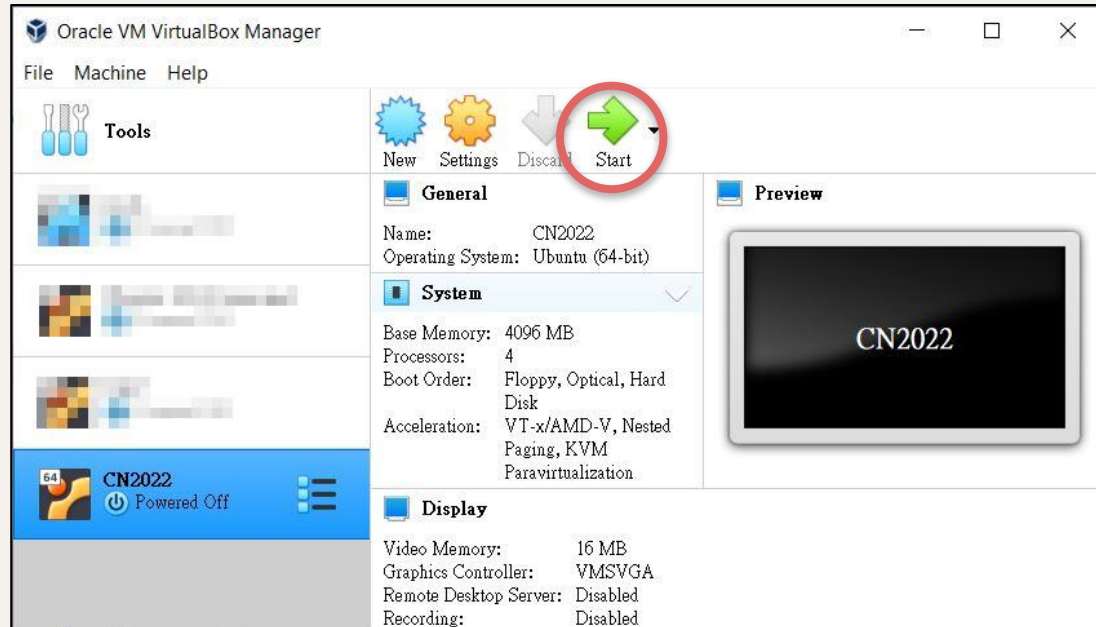 Oracle VM VirtualBox Manager
File Machine Help
Tools
New Settings Discard Start
General
Name: CN2022
Operating System: Ubuntu (64-bit)
System
Base Memory: 4096 MB
Processors: 4
Boot Order: Floppy, Optical, Hard
Disk
Acceleration: VT-x/AMD-V, Nested
Paging, KVM
Paravirtualization
Preview
CN2022
64
CN2022
Powered Off
Display
Video Memory: 16 MB
Graphics Controller: VMSVGA
Remote Desktop Server: Disabled
Recording: Disabled